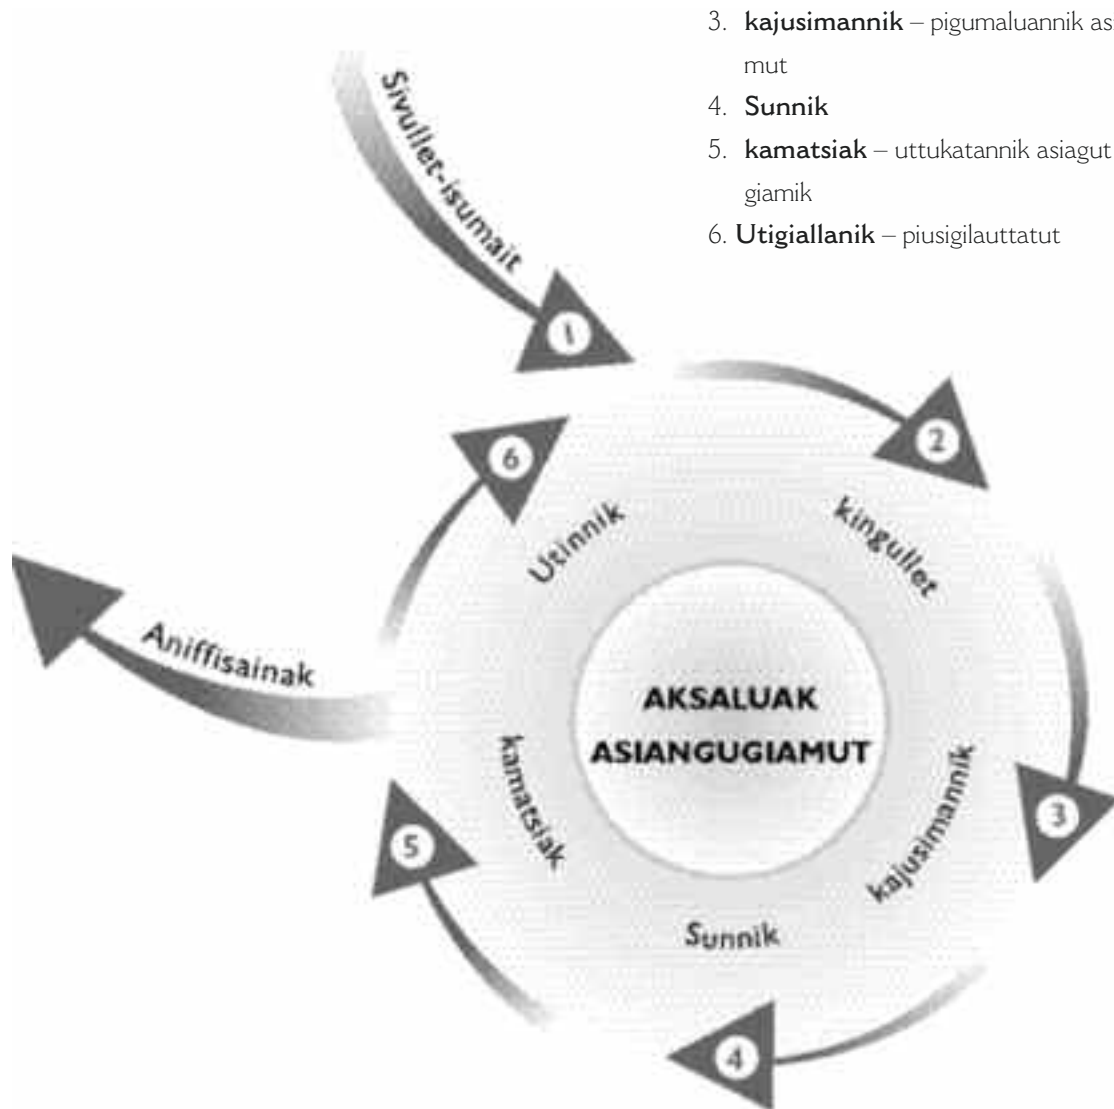 3. kajusimannik – pigumaluannik
mut
4. Sunnik
5. kamatsiak – uttukatannik asiagut
giamik
6. Utigiallanik – piusigilauttatut
Sivullet-isumait
1
2
6
Utinnik
kingullet
Aniffisainak
AKSALUAK
ASIANGUGIAMUT
kamatsiak
kajusimannik
3
5
Sunnik
4